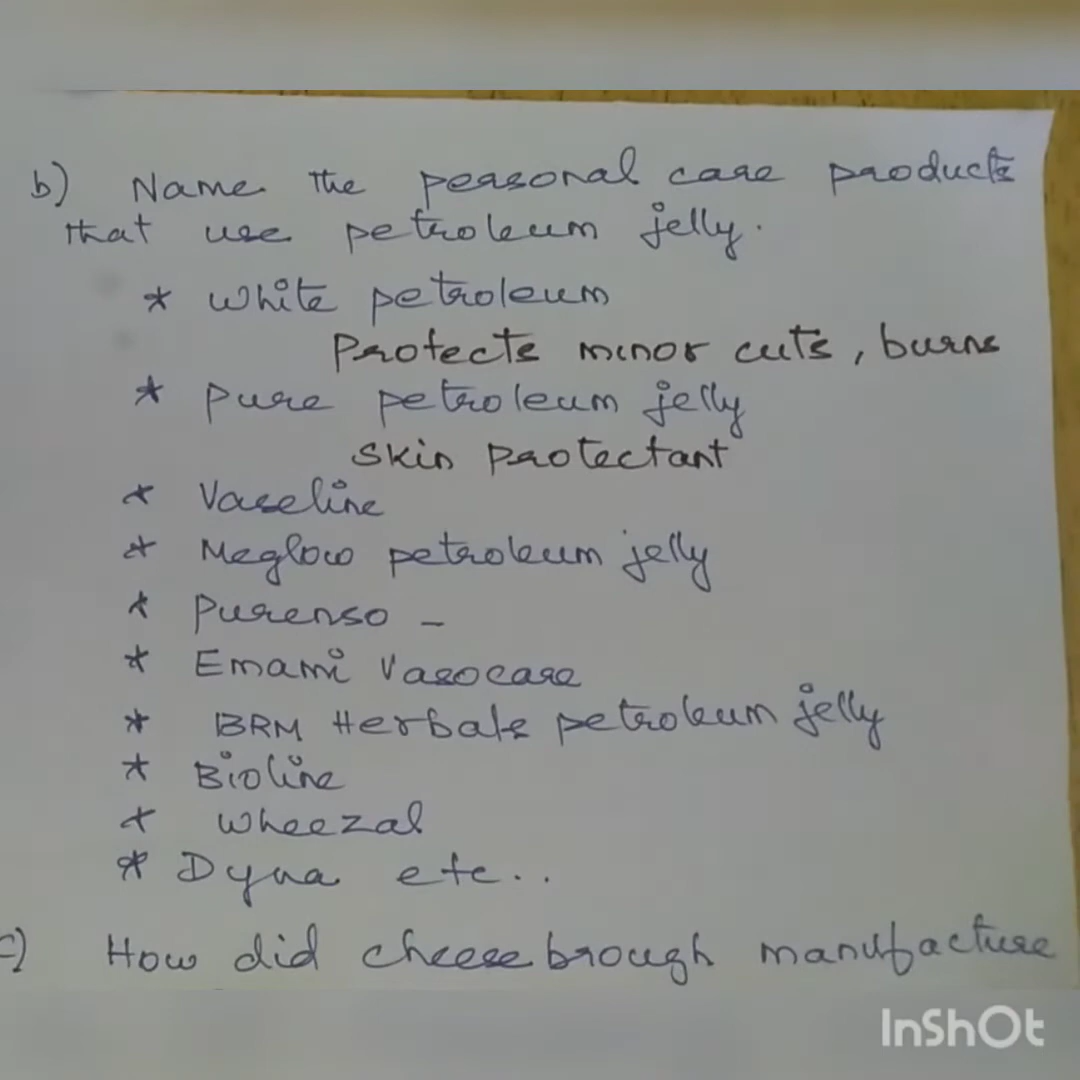 b) Name the personal care products
that use petroleum jelly.
* White petroleum
Protects minor cuts, burns
* Pure petroleum jelly
Skin protectant
* Vaseline
* Meglow petroleum jelly
* Purenso -
* Emami Vasocare
* BRM Herbals petroleum jelly
* Bioline
* Wheezal
* Dyna etc..
c) How did cheesebrough manufacture
InShOt